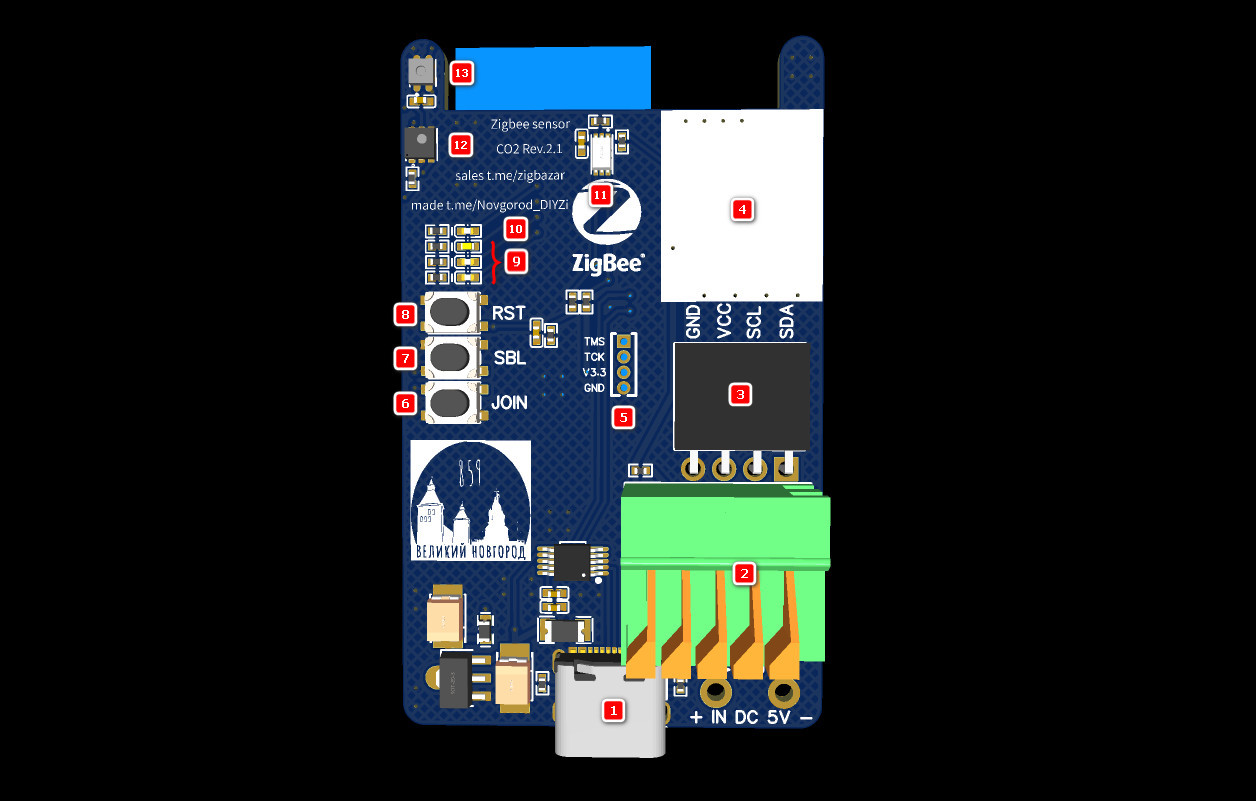 13
Zigbee sensor
12
CO2 Rev.2.1
sales t.me/zigbazar
11
made t.me/Novgorod_DIYZi
4
10
9
ZigBee®
8
RST
GND
VCC
SCL
SDA
7
SBL
TMS
TCK
V3.3
GND
6
JOIN
5
3
859
ВЕЛИКИЙ НОВГОРОД
2
1
+ IN DC 5V −